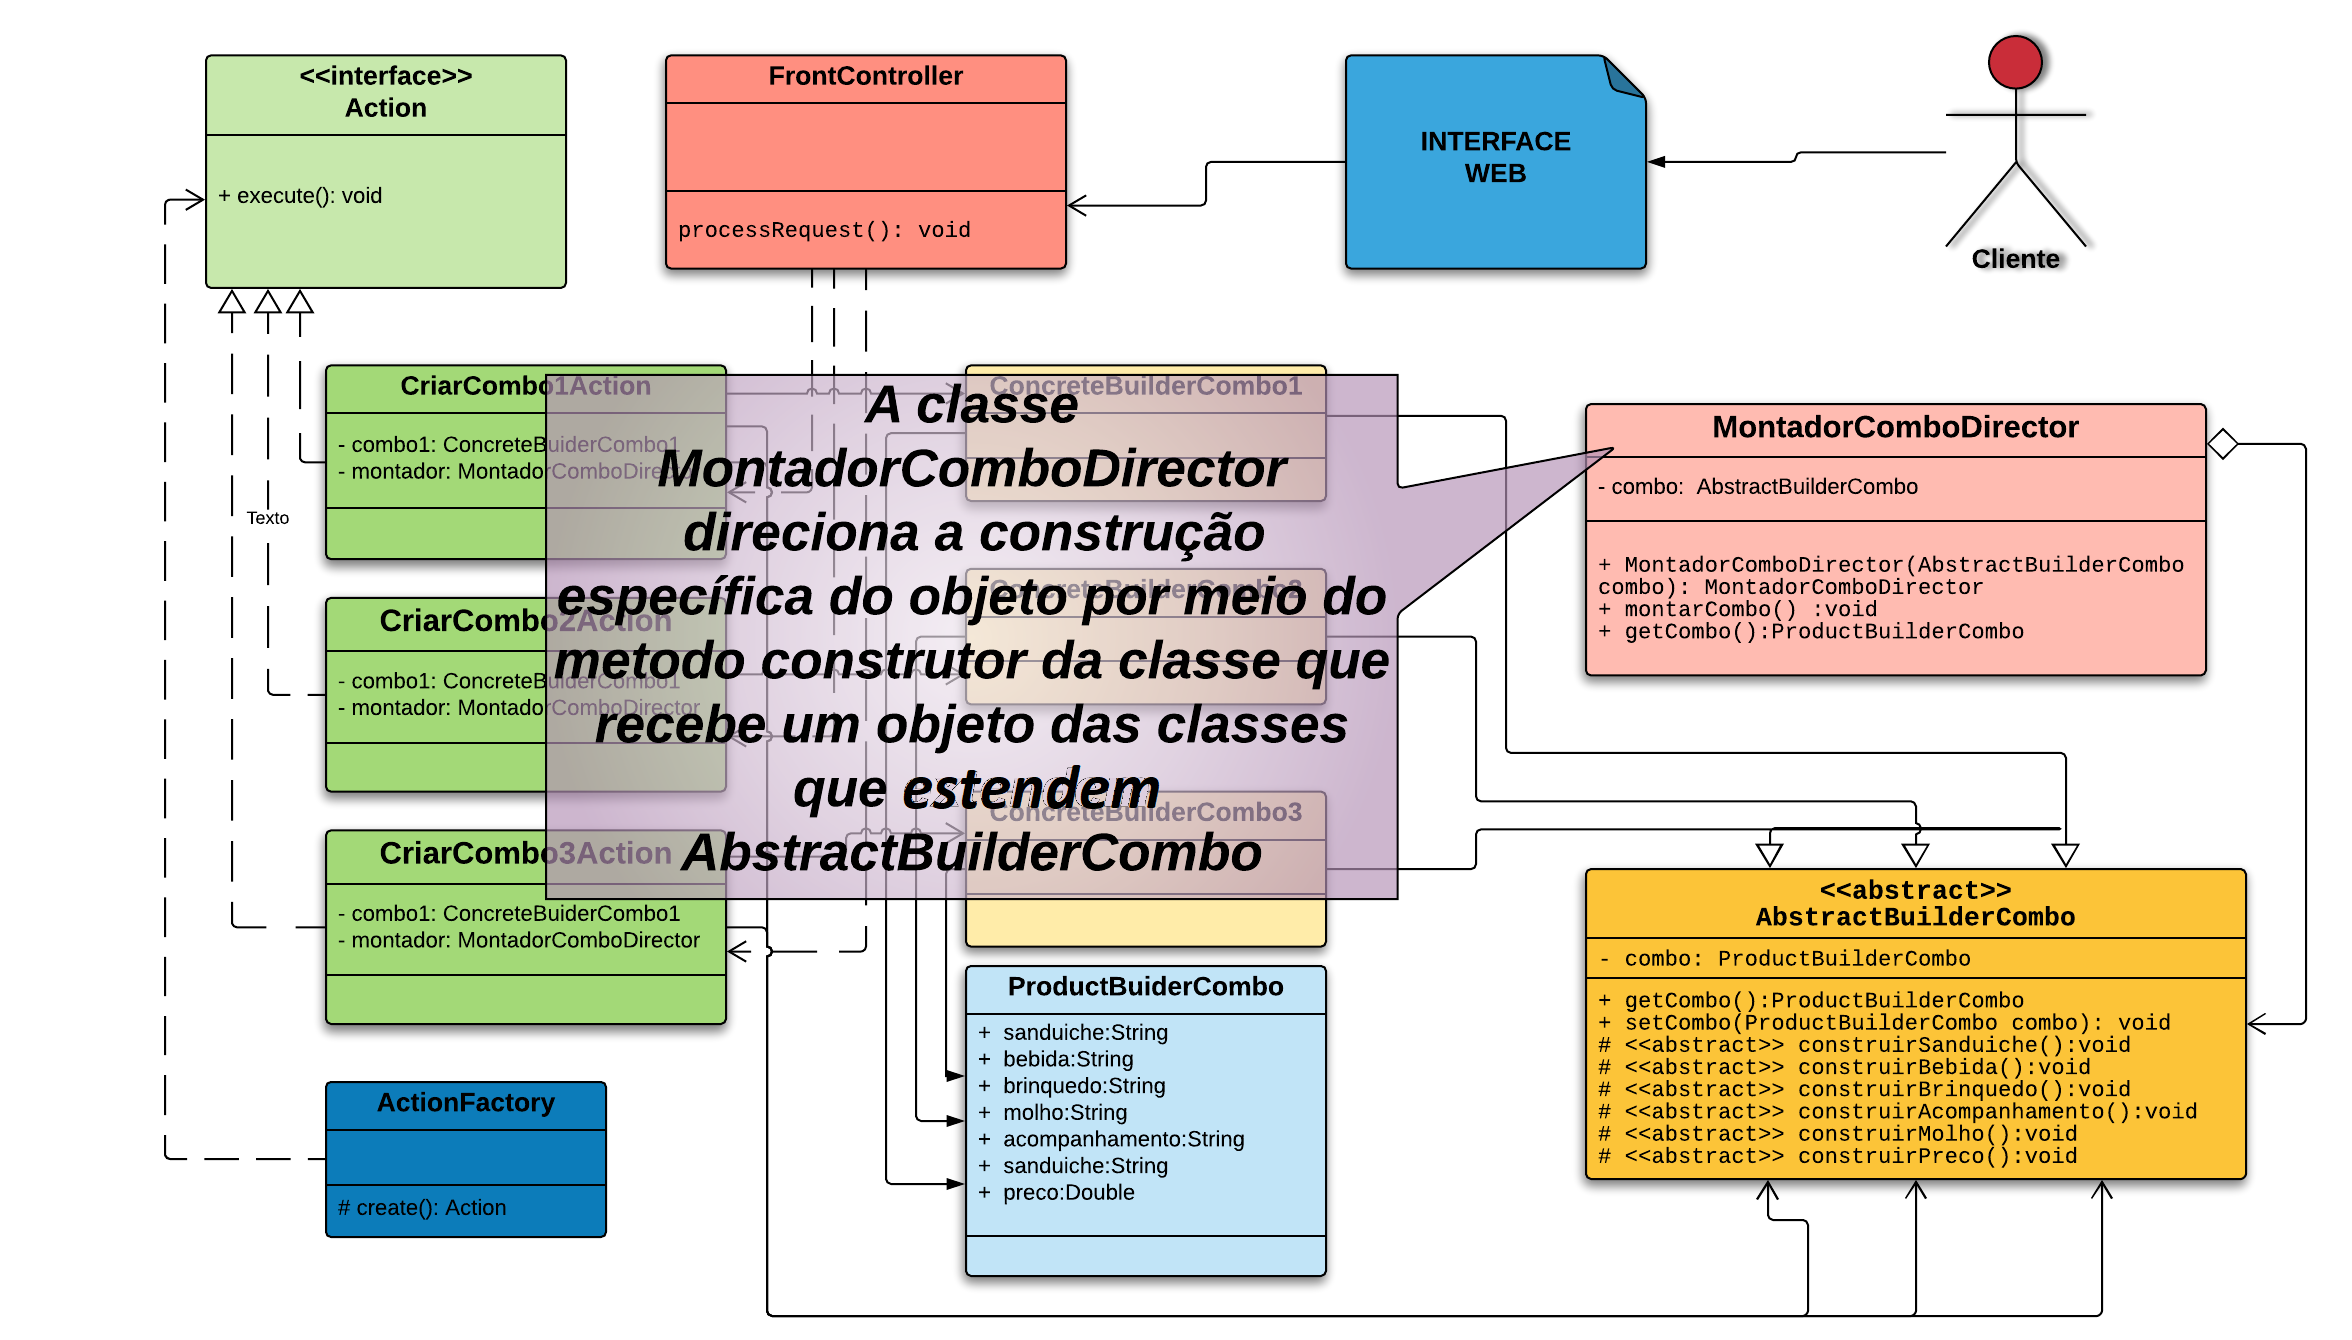 <<interface>>
Action
+ execute(): void
FrontController
processRequest(): void
INTERFACE
WEB
Cliente
CriarCombo1Action
- combo1: ConcreteBuiderCombo1
- montador: MontadorComboDirector
Texto
CriarCombo2Action
- combo1: ConcreteBuiderCombo1
- montador: MontadorComboDirector
CriarCombo3Action
- combo1: ConcreteBuiderCombo1
- montador: MontadorComboDirector
ActionFactory
# create(): Action
ConcreteBuilderCombo1
ConcreteBuilderCombo2
ConcreteBuilderCombo3
A classe
MontadorComboDirector
direciona a construção
específica do objeto por meio do
metodo construtor da classe que
recebe um objeto das classes
que estendem
AbstractBuilderCombo
ProductBuiderCombo
+ sanduiche:String
+ bebida:String
+ brinquedo:String
+ molho:String
+ acompanhamento:String
+ sanduiche:String
+ preco:Double
MontadorComboDirector
- combo: AbstractBuilderCombo
+ MontadorComboDirector(AbstractBuilderCombo
combo): MontadorComboDirector
+ montarCombo() :void
+ getCombo():ProductBuilderCombo
<<abstract>>
AbstractBuilderCombo
- combo: ProductBuilderCombo
+ getCombo():ProductBuilderCombo
+ setCombo(ProductBuilderCombo combo): void
# <<abstract>> construirSanduiche():void
# <<abstract>> construirBebida():void
# <<abstract>> construirBrinquedo():void
# <<abstract>> construirAcompanhamento():void
# <<abstract>> construirMolho():void
# <<abstract>> construirPreco():void